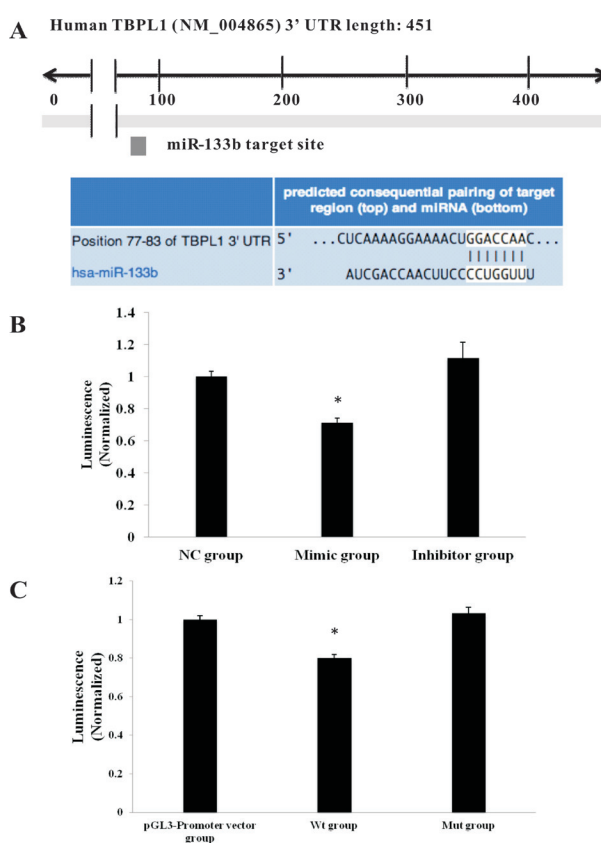 A
Human TBPL1 (NM_004865) 3’ UTR length: 451
0 100 200 300 400
miR-133b target site
predicted consequential pairing of target
region (top) and miRNA (bottom)
Position 77-83 of TBPL1 3' UTR 5' ...CUCAAAAGGAAAACUGGACCAAC...
hsa-miR-133b 3' AUCGACCAACUUCCCCUGGUUU
B
Luminescence
(Normalized)
1.4
1.2
1
0.8
0.6
0.4
0.2
0
*
NC group Mimic group Inhibitor group
C
Luminescence
(Normalized)
1.2
1
0.8
0.6
0.4
0.2
0
*
pGL3-Promoter vector
group
Wt group Mut group